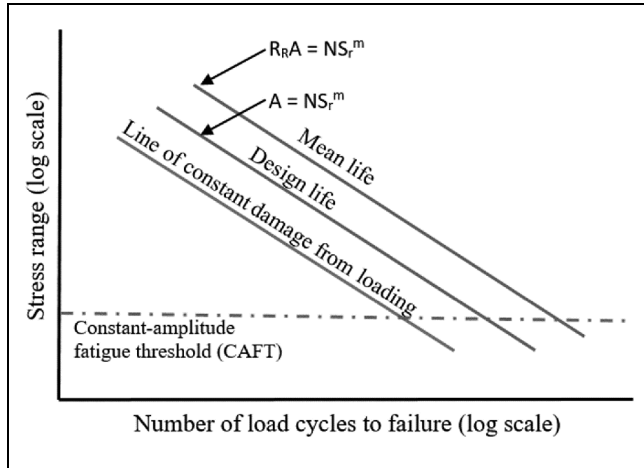 R_RA = NS_r^m
A = NS_r^m
Mean life
Design life
Line of constant damage from loading
Constant-amplitude
fatigue threshold (CAFT)
Stress range (log scale)
Number of load cycles to failure (log scale)